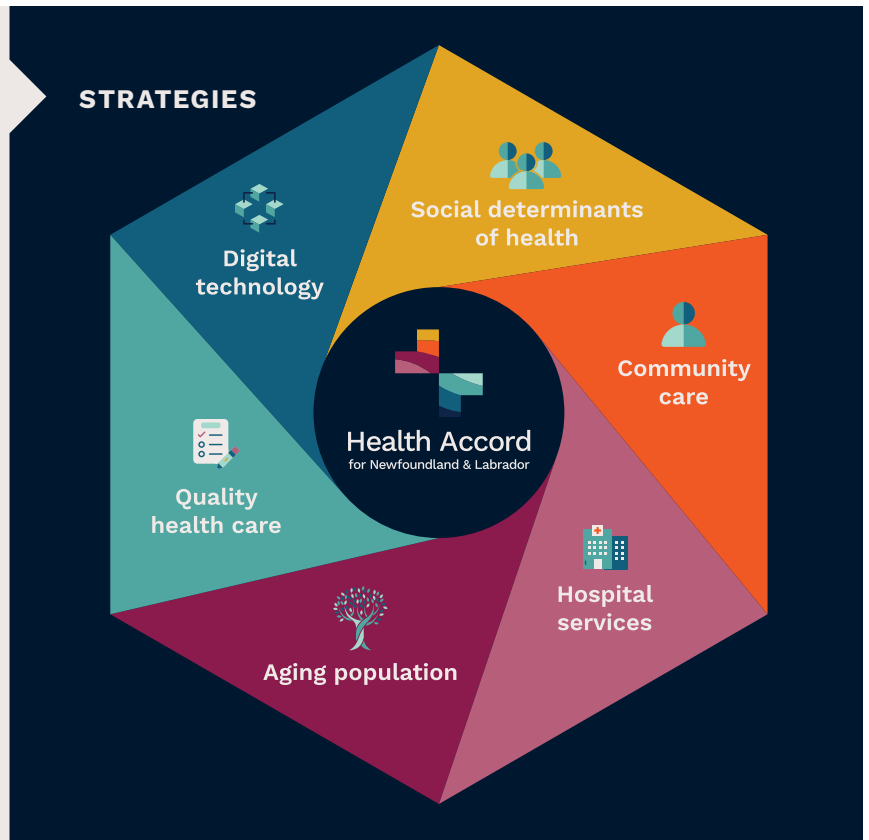 STRATEGIES
Social determinants
of health
Digital
technology
Community
care
Health Accord
for Newfoundland & Labrador
Quality
health care
Hospital
services
Aging population